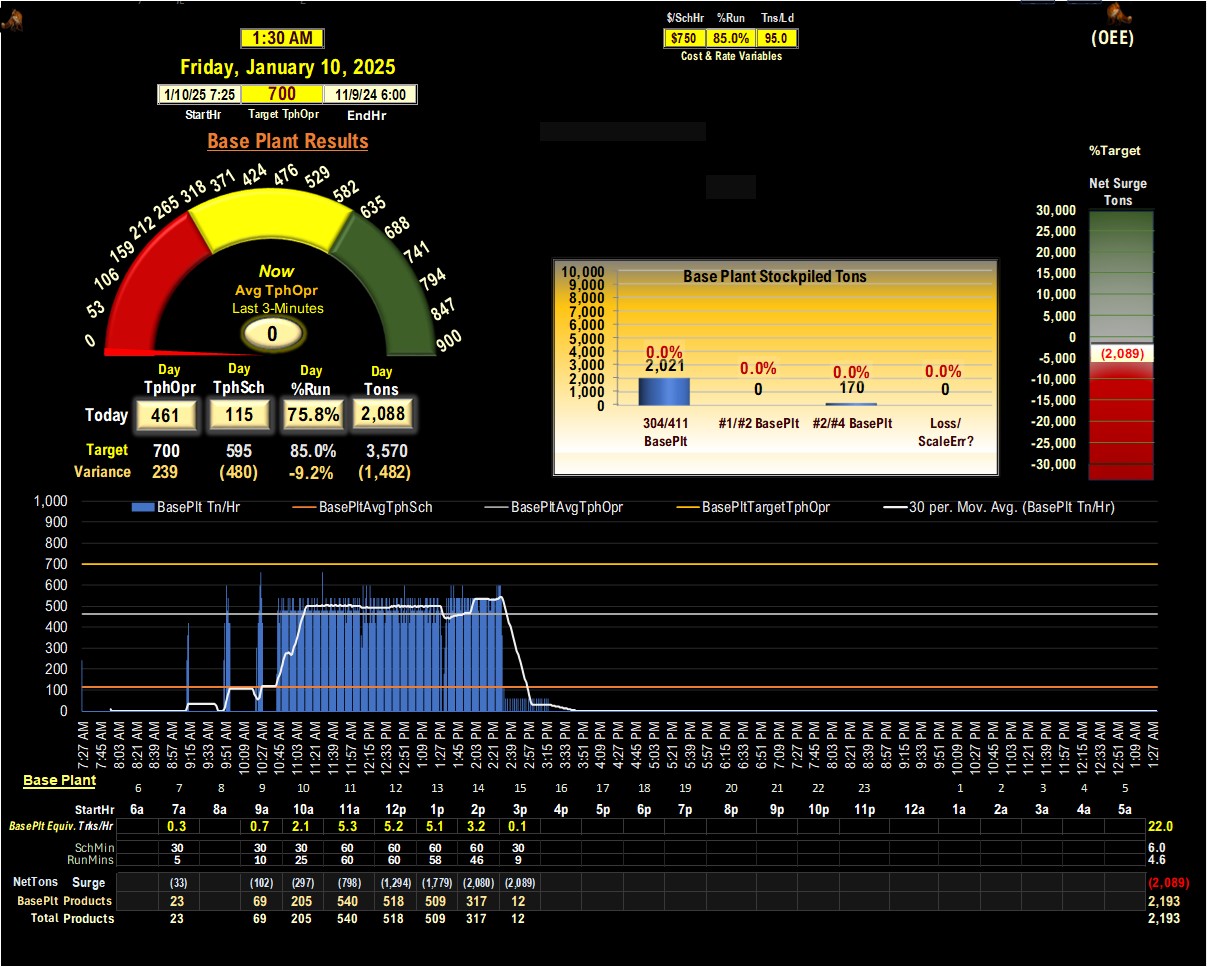 $/SchHr %Run Tns/Ld
$750 85.0% 95.0
Cost & Rate Variables
(OEE)
1:30 AM
Friday, January 10, 2025
1/10/25 7:25 700 11/9/24 6:00
StartHr Target TphOpr EndHr
Base Plant Results
0 53 106 159 212 265 318 371 424 476 529 582 635 688 741 794 847 900
Now
Avg TphOpr
Last 3-Minutes
0
Day Day Day Day
TphOpr TphSch %Run Tons
Today 461 115 75.8% 2,088
Target 700 595 85.0% 3,570
Variance 239 (480) -9.2% (1,482)
Base Plant Stockpiled Tons
10,000
9,000
8,000
7,000
6,000
5,000
4,000
3,000
2,000
1,000
0
0.0% 0.0% 0.0% 0.0%
2,021 0 170 0
304/411 BasePlt
#1/#2 BasePlt
#2/#4 BasePlt
Loss/ ScaleErr?
%Target
Net Surge
Tons
30,000
25,000
20,000
15,000
10,000
5,000
0
-5,000
-10,000
-15,000
-20,000
-25,000
-30,000
(2,089)
BasePlt Tn/Hr BasePltAvgTphSch BasePltAvgTphOpr BasePltTargetTphOpr 30 per. Mov. Avg. (BasePlt Tn/Hr)
1,000
900
800
700
600
500
400
300
200
100
0
7:27 AM 7:45 AM 8:03 AM 8:21 AM 8:39 AM 8:57 AM 9:15 AM 9:33 AM 9:51 AM 10:09 AM 10:27 AM 10:45 AM 11:03 AM 11:21 AM 11:39 AM 11:57 AM 12:15 PM 12:33 PM 12:51 PM 1:09 PM 1:27 PM 1:45 PM 2:03 PM 2:21 PM 2:39 PM 2:57 PM 3:15 PM 3:33 PM 3:51 PM 4:09 PM 4:27 PM 4:45 PM 5:03 PM 5:21 PM 5:39 PM 5:57 PM 6:15 PM 6:33 PM 6:51 PM 7:09 PM 7:27 PM 7:45 PM 8:03 PM 8:21 PM 8:39 PM 8:57 PM 9:15 PM 9:33 PM 9:51 PM 10:09 PM 10:27 PM 10:45 PM 11:03 PM 11:21 PM 11:39 PM 11:57 PM 12:15 AM 12:33 AM 12:51 AM 1:09 AM 1:27 AM
Base Plant
6 7 8 9 10 11 12 13 14 15 16 17 18 19 20 21 22 23 1 2 3 4 5
StartHr 6a 7a 8a 9a 10a 11a 12p 1p 2p 3p 4p 5p 6p 7p 8p 9p 10p 11p 12a 1a 2a 3a 4a 5a
BasePlt Equiv. Trks/Hr 0.3 0.7 2.1 5.3 5.2 5.1 3.2 0.1 22.0
SchMin 30 30 30 60 60 60 60 30 6.0
RunMins 5 10 25 60 60 58 46 9 4.6
NetTons Surge (33) (102) (297) (798) (1,294) (1,779) (2,080) (2,089) (2,089)
BasePlt Products 23 69 205 540 518 509 317 12 2,193
Total Products 23 69 205 540 518 509 317 12 2,193